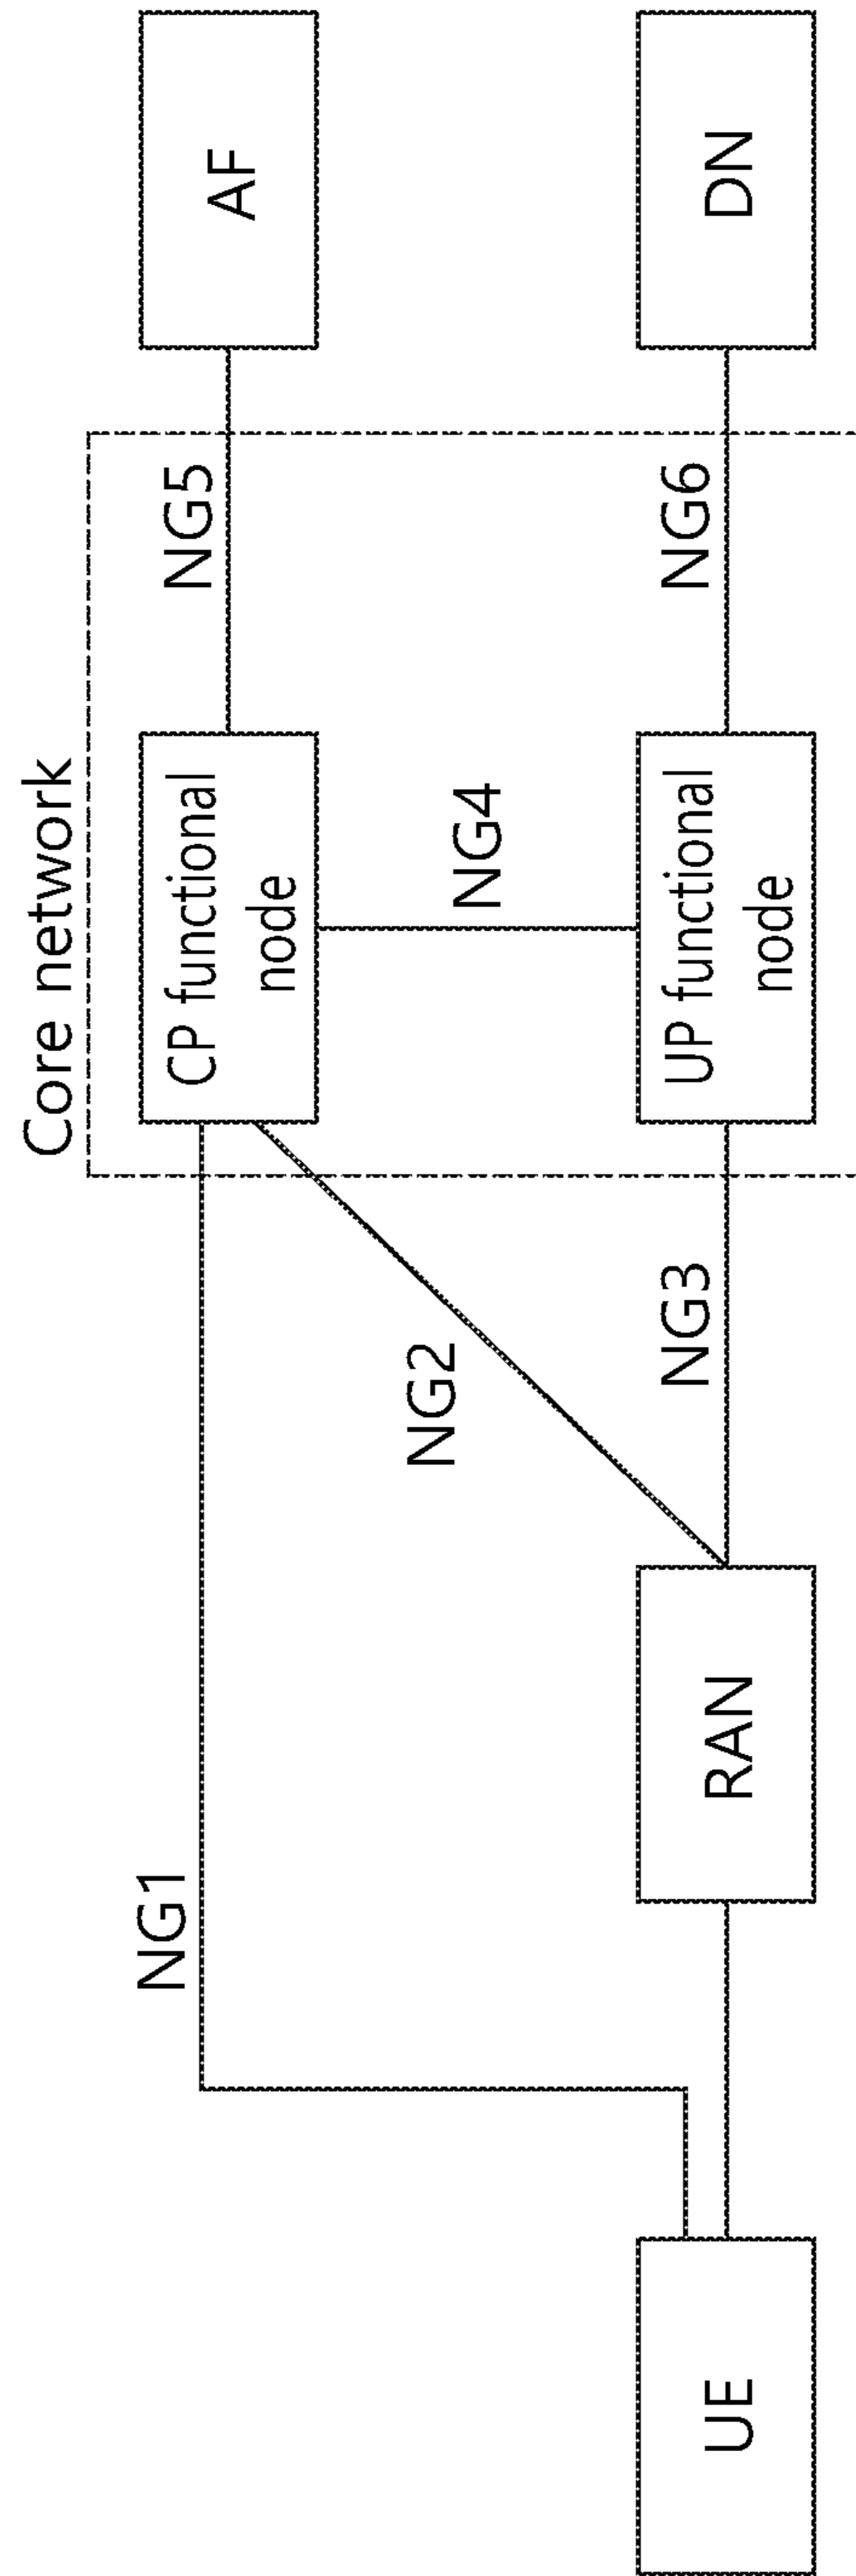 Core network
NG1
CP functional
node
NG5
AF
NG2
NG4
UE
RAN
NG3
UP functional
node
NG6
DN